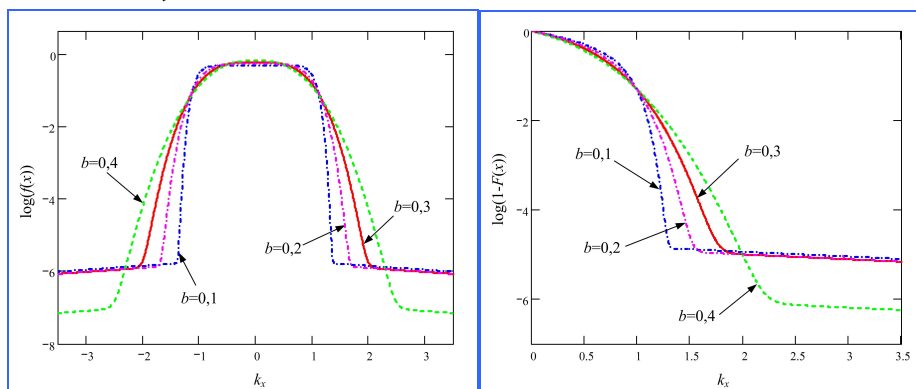 0
−2
−4
−6
−8
log(f(x))
b=0,4
b=0,3
b=0,2
b=0,1
−3
−2
−1
0
1
2
3
k_x
0
−2
−4
−6
log(1-F(x))
b=0,1
b=0,3
b=0,2
b=0,4
0
0.5
1
1.5
2
2.5
3
3.5
k_x